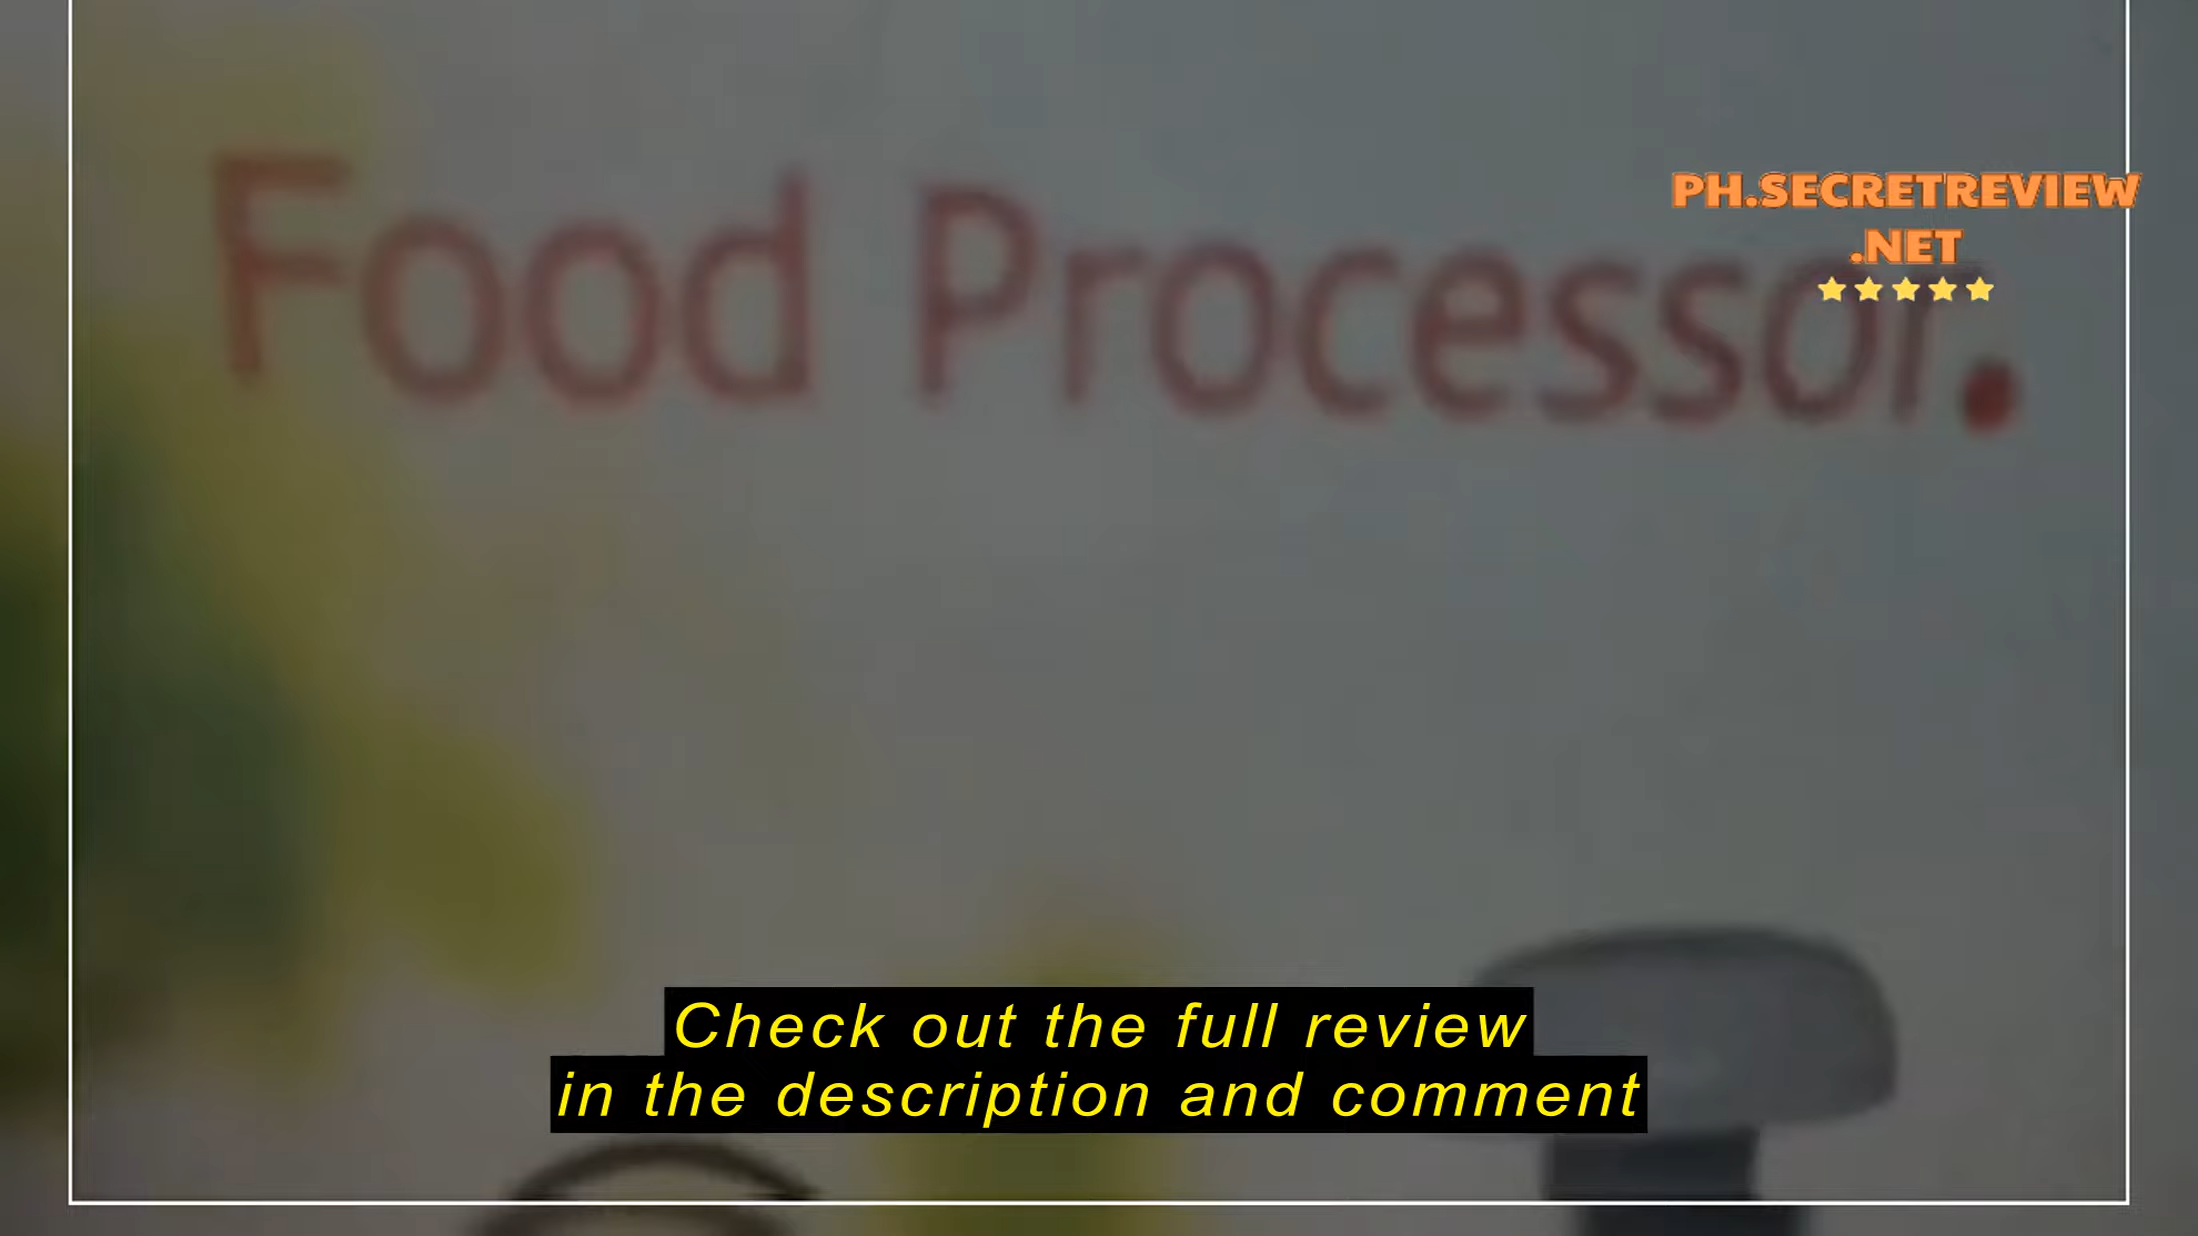 PH.SECRETREVIEW
.NET
Food Processor.
Check out the full review
in the description and comment